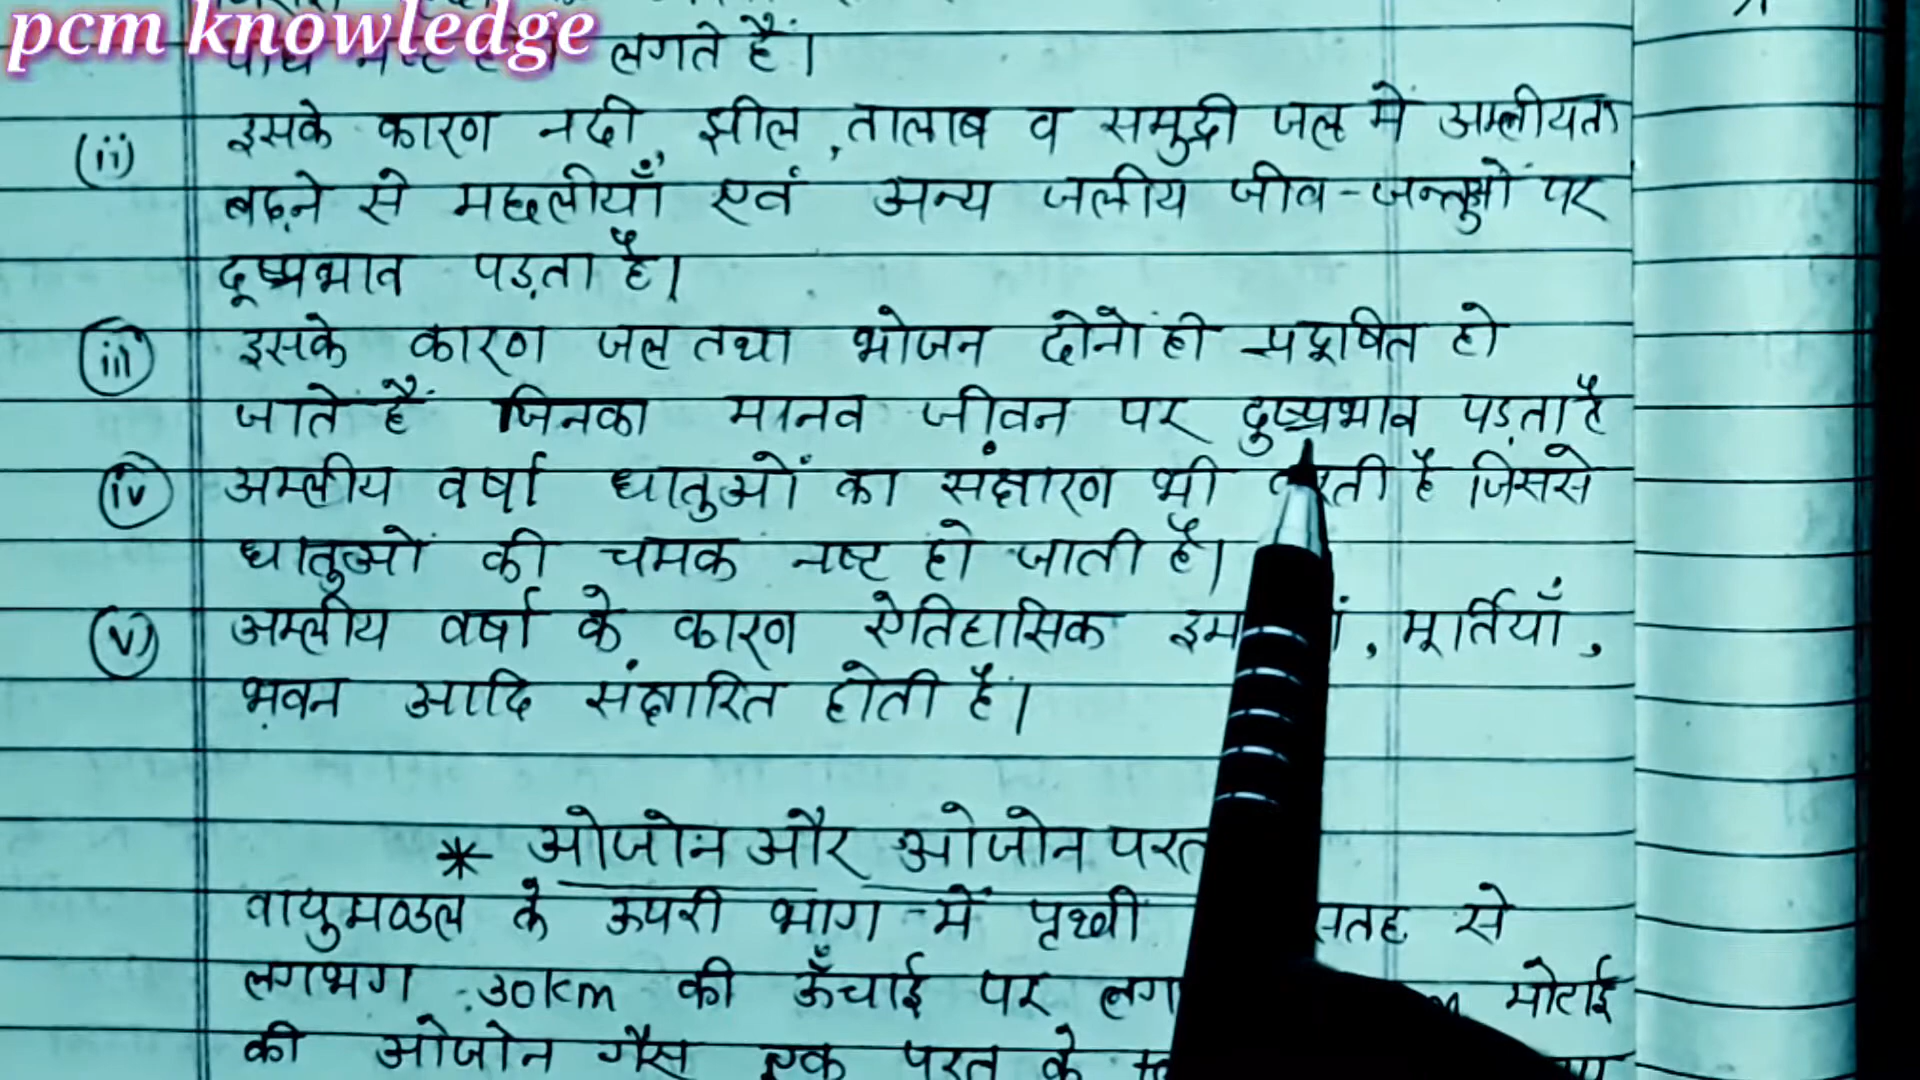 pcm knowledge
लगते हैं।
(ii) इसके कारण नदी, झील, तालाब व समुद्री जल में अम्लीयता
बढ़ने से मछलीयाँ एवं अन्य जलीय जीव-जन्तुओं पर
दूष्प्रभाव पड़ता है।
(iii) इसके कारण जल तथा भोजन दोनों ही प्रदूषित हो
जाते हैं जिनका मानव जीवन पर दुष्प्रभाव पड़ता है
(iv) अम्लीय वर्षा धातुओं का संक्षारण भी है जिससे
धातुओं की चमक नष्ट हो जाती है।
(v) अम्लीय वर्षा के कारण ऐतिहासिक , मूर्तियाँ,
भवन आदि संक्षारित होती है।
* ओजोन और ओजोन परत
वायुमण्डल के ऊपरी भाग में पृथ्वी सतह से
लगभग 30km की ऊँचाई पर मोटाई
की ओजोन गैस एक परत के